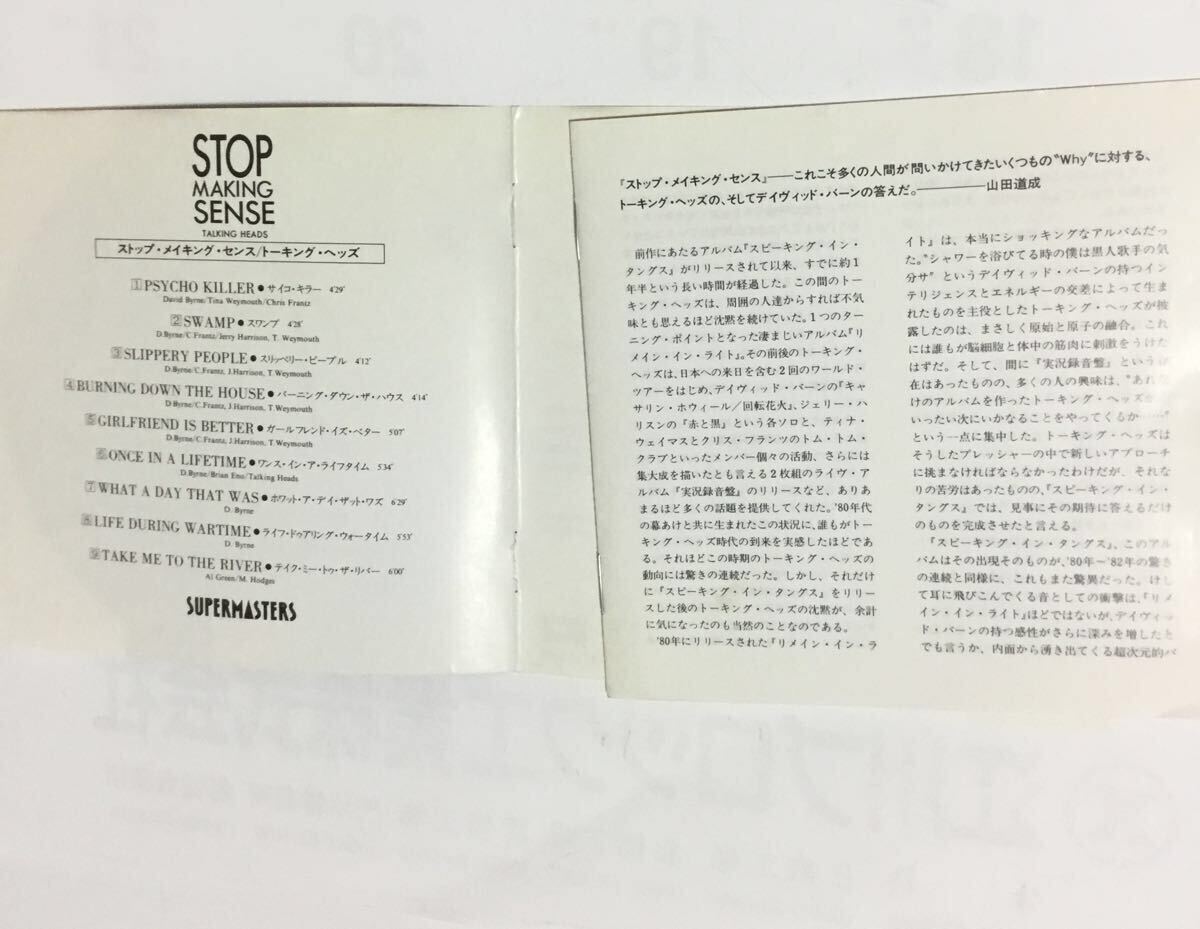 STOP
MAKING
SENSE
TALKING HEADS
ストップ・メイキング・センス/トーキング・ヘッズ
1 PSYCHO KILLER●サイコ・キラー 4'29"
David Byrne/Tina Weymouth/Chris Frantz
2 SWAMP●スワンプ 4'28"
D.Byrne/C.Frantz/Jerry Harrison, T. Weymouth
3 SLIPPERY PEOPLE●スリッペリー・ピープル 4'12"
D.Byrne/C.Frantz, J.Harrison, T. Weymouth
4 BURNING DOWN THE HOUSE●バーニング・ダウン・ザ・ハウス 4'14"
D.Byrne/C.Frantz, J.Harrison, T. Weymouth
5 GIRLFRIEND IS BETTER●ガールフレンド・イズ・ベター 5'07"
D.Byrne/C.Frantz, J.Harrison, T. Weymouth
6 ONCE IN A LIFETIME●ワンス・イン・ア・ライフタイム 5'34"
D.Byrne/Brian Eno/Talking Heads
7 WHAT A DAY THAT WAS●ホワット・ア・デイ・ザット・ワズ 6'29"
D. Byrne
8 LIFE DURING WARTIME●ライフ・ドゥアリング・ウォータイム 5'53"
D. Byrne
9 TAKE ME TO THE RIVER●テイク・ミー・トゥ・ザ・リバー 6'00"
Al Green/M. Hodges
SUPERMASTERS
『ストップ・メイキング・センス』——これこそ多くの人間が問いかけてきたいくつもの"Why"に対する、
トーキング・ヘッズの、そしてデイヴィッド・バーンの答えだ。————山田道成
前作にあたるアルバム『スピーキング・イン・
タングス』がリリースされて以来、すでに約1
年半という長い時間が経過した。この間のトー
キング・ヘッズは、周囲の人達からすれば不気
味とも思えるほど沈黙を続けていた。1つのター
ニング・ポイントとなった凄まじいアルバム『リ
メイン・イン・ライト』。その前後のトーキング・
ヘッズは、日本への来日を含む2回のワールド・
ツアーをはじめ、デイヴィッド・バーンの『キャ
サリン・ホウィール/回転花火』、ジェリー・ハ
リスンの『赤と黒』という各ソロと、ティナ・
ウェイマスとクリス・フランツのトム・トム・
クラブといったメンバー個々の活動、さらには
集大成を描いたとも言える2枚組のライヴ・ア
ルバム『実況録音盤』のリリースなど、ありあ
まるほど多くの話題を提供してくれた。'80年代
の幕あけと共に生まれたこの状況に、誰もがトー
キング・ヘッズ時代の到来を実感したほどであ
る。それほどこの時期のトーキング・ヘッズの
動向には驚きの連続だった。しかし、それだけ
に『スピーキング・イン・タングス』をリリー
スした後のトーキング・ヘッズの沈黙が、余計
に気になったのも当然のことなのである。
'80年にリリースされた『リメイン・イン・ラ
イト』は、本当にショッキングなアルバムだっ
た。"シャワーを浴びてる時の僕は黒人歌手の気
分サ"というデイヴィッド・バーンの持つイン
テリジェンスとエネルギーの交差によって生ま
れたものを主役としたトーキング・ヘッズが披
露したのは、まさしく原始と原子の融合。これ
には誰もが脳細胞と体中の筋肉に刺激をうけた
はずだ。そして、間に『実況録音盤』という存
在はあったものの、多くの人の興味は、"あれだ
けのアルバムを作ったトーキング・ヘッズが
いったい次にいかなることをやってくるか……"
という一点に集中した。トーキング・ヘッズは
そうしたプレッシャーの中で新しいアプローチ
に挑まなければならなかったわけだが、それな
りの苦労はあったものの、『スピーキング・イン・
タングス』では、見事にその期待に答えるだけ
のものを完成させたと言える。
『スピーキング・イン・タングス』、このアル
バムはその出現そのものが、'80年〜'82年の驚き
の連続と同様に、これもまた驚異だった。けし
て耳に飛びこんでくる音としての衝撃は、『リメ
イン・イン・ライト』ほどではないが、デイヴィッ
ド・バーンの持つ感性がさらに深みを増したと
でも言うか、内面から湧き出てくる超次元的パ
18
19
20
21